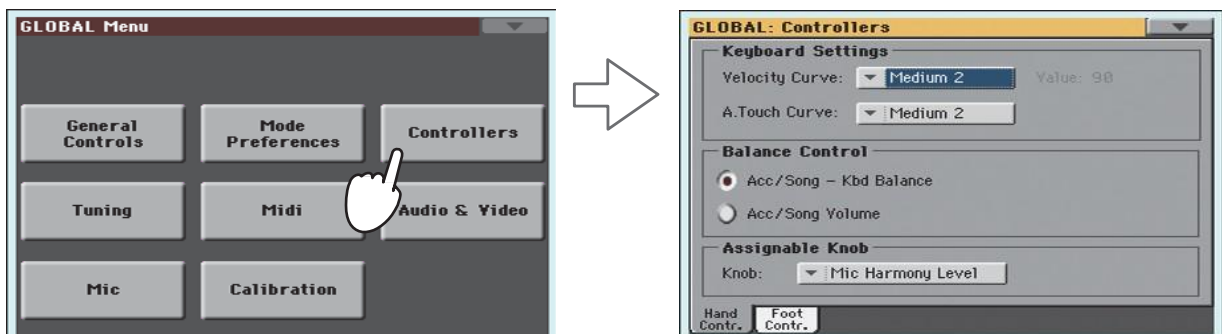 GLOBAL Menu
General
Controls
Mode
Preferences
Controllers
Tuning
Midi
Audio & Video
Mic
Calibration
GLOBAL: Controllers
Keyboard Settings
Velocity Curve: Medium 2 Value: 90
A.Touch Curve: Medium 2
Balance Control
Acc/Song - Kbd Balance
Acc/Song Volume
Assignable Knob
Knob: Mic Harmony Level
Hand
Contr.
Foot
Contr.